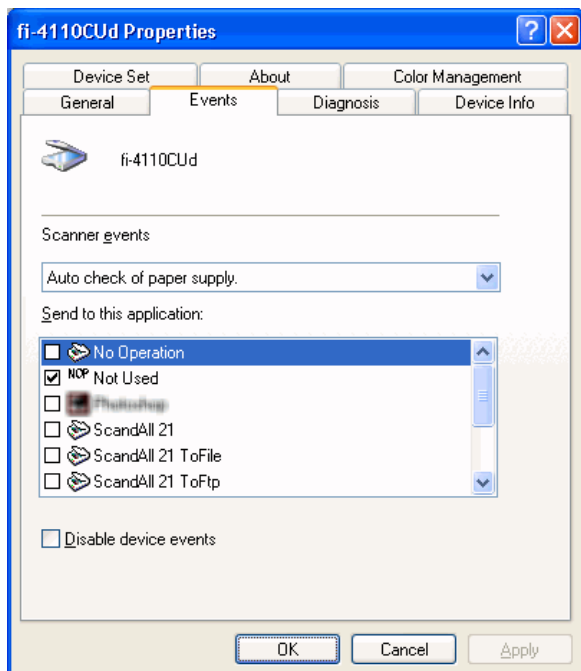 fi-4110CUd Properties
Device Set About Color Management
General Events Diagnosis Device Info
fi-4110CUd
Scanner events
Auto check of paper supply.
Send to this application:
No Operation
NOP Not Used
ScandAll 21
ScandAll 21 ToFile
ScandAll 21 ToFtp
Disable device events
OK Cancel Apply